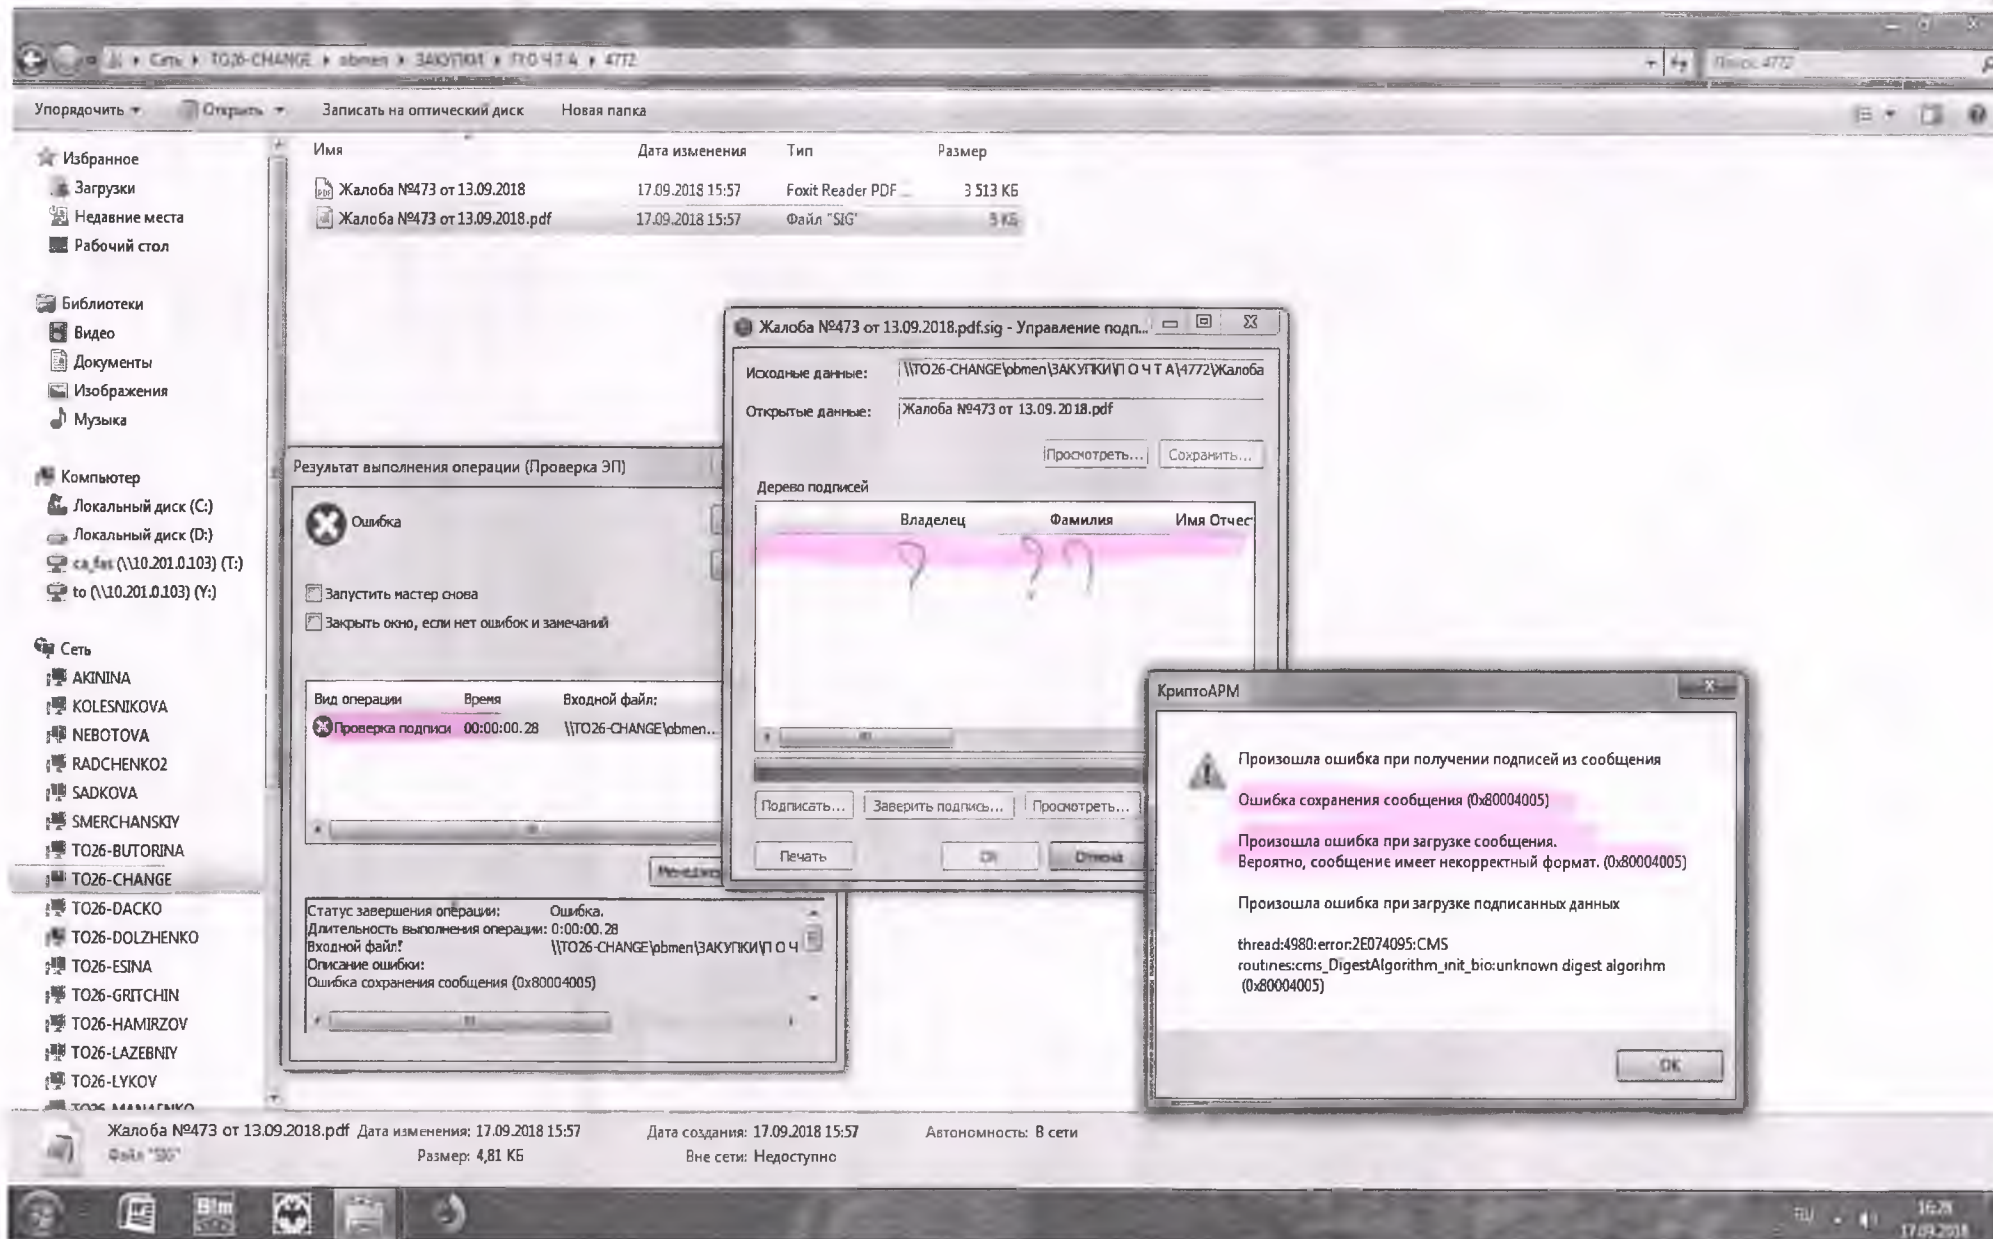 Сеть ▸ TO26-CHANGE ▸ obmen ▸ ЗАКУПКИ ▸ П О Ч Т А ▸ 4772
Поиск: 4772
Упорядочить ▾ Открыть ▾ Записать на оптический диск Новая папка
Имя Дата изменения Тип Размер
Жалоба №473 от 13.09.2018 17.09.2018 15:57 Foxit Reader PDF ... 3 513 КБ
Жалоба №473 от 13.09.2018.pdf 17.09.2018 15:57 Файл "SIG" 5 КБ
Избранное
Загрузки
Недавние места
Рабочий стол
Библиотеки
Видео
Документы
Изображения
Музыка
Компьютер
Локальный диск (C:)
Локальный диск (D:)
ca_fas (\\10.201.0.103) (T:)
to (\\10.201.0.103) (Y:)
Сеть
AKININA
KOLESNIKOVA
NEBOTOVA
RADCHENKO2
SADKOVA
SMERCHANSKIY
TO26-BUTORINA
TO26-CHANGE
TO26-DACKO
TO26-DOLZHENKO
TO26-ESINA
TO26-GRITCHIN
TO26-HAMIRZOV
TO26-LAZEBNIY
TO26-LYKOV
TO26-MANAENKO
Результат выполнения операции (Проверка ЭП)
Ошибка
Запустить мастер снова
Закрыть окно, если нет ошибок и замечаний
Вид операции Время Входной файл:
Проверка подписи 00:00:00.28 \\TO26-CHANGE\obmen...
Статус завершения операции: Ошибка.
Длительность выполнения операции: 0:00:00.28
Входной файл: \\TO26-CHANGE\obmen\ЗАКУПКИ\П О Ч
Описание ошибки:
Ошибка сохранения сообщения (0x80004005)
Жалоба №473 от 13.09.2018.pdf.sig - Управление подп...
Исходные данные: \\TO26-CHANGE\obmen\ЗАКУПКИ\П О Ч Т А\4772\Жалоба
Открытые данные: Жалоба №473 от 13.09.2018.pdf
Просмотреть... Сохранить...
Дерево подписей
Владелец Фамилия Имя Отчес
? ? ?
Подписать... Заверить подпись... Просмотреть...
Печать ОК Отмена
КриптоАРМ
Произошла ошибка при получении подписей из сообщения
Ошибка сохранения сообщения (0x80004005)
Произошла ошибка при загрузке сообщения.
Вероятно, сообщение имеет некорректный формат. (0x80004005)
Произошла ошибка при загрузке подписанных данных
thread:4980:error:2E074095:CMS
routines:cms_DigestAlgorithm_init_bio:unknown digest algorihm
(0x80004005)
OK
Жалоба №473 от 13.09.2018.pdf Дата изменения: 17.09.2018 15:57 Дата создания: 17.09.2018 15:57 Автономность: В сети
Файл "SIG" Размер: 4,81 КБ Вне сети: Недоступно
RU 16:28
17.09.2018